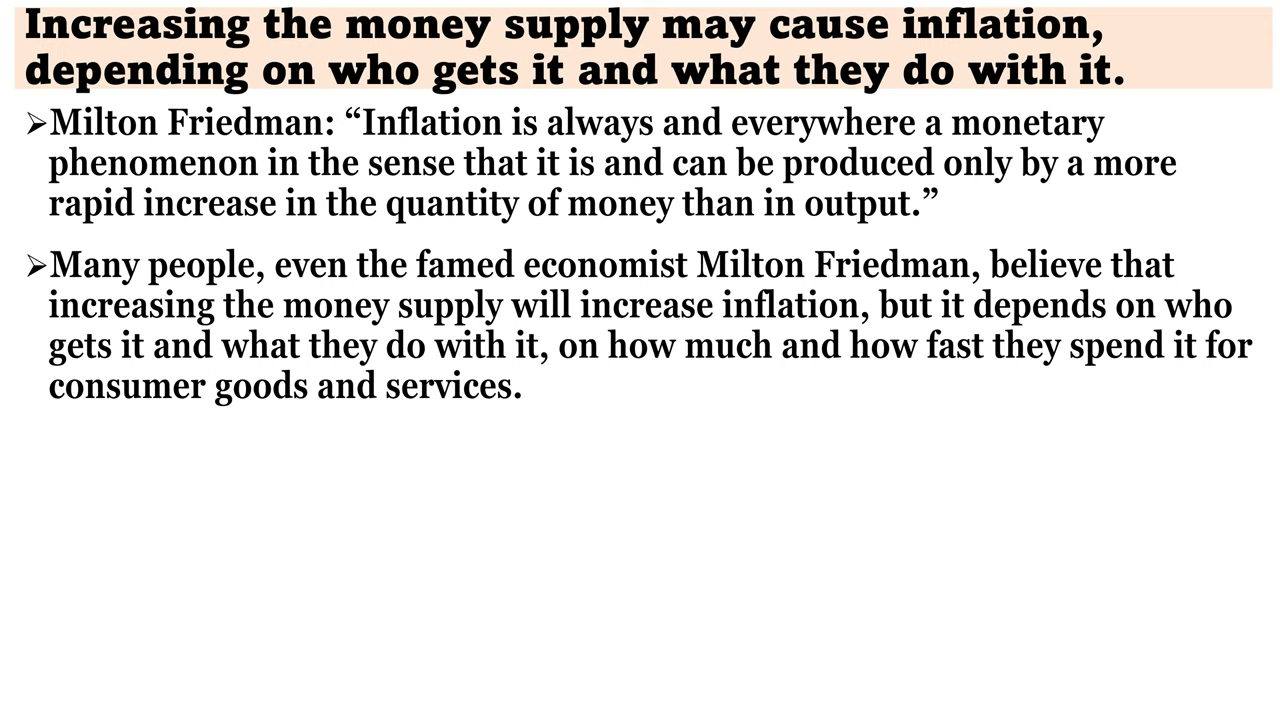 Increasing the money supply may cause inflation,
depending on who gets it and what they do with it.
➢Milton Friedman: “Inflation is always and everywhere a monetary
phenomenon in the sense that it is and can be produced only by a more
rapid increase in the quantity of money than in output.”
➢Many people, even the famed economist Milton Friedman, believe that
increasing the money supply will increase inflation, but it depends on who
gets it and what they do with it, on how much and how fast they spend it for
consumer goods and services.